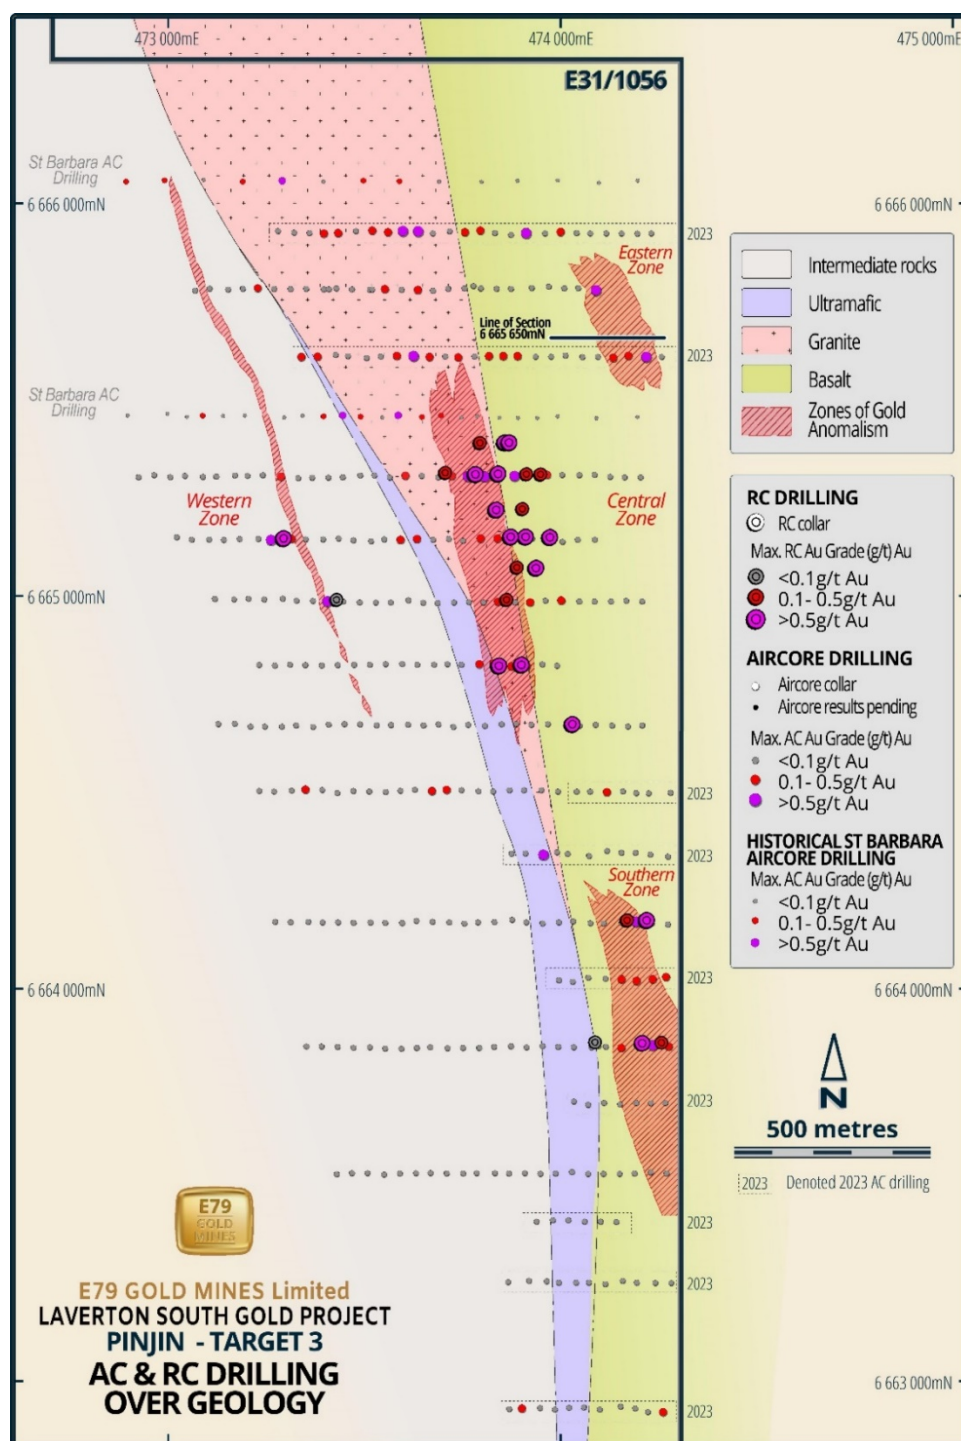 473 000mE
474 000mE
475 000mE
E31/1056
St Barbara AC
Drilling
6 666 000mN
6 666 000mN
2023
Eastern
Zone
Line of Section
6 665 650mN
2023
St Barbara AC
Drilling
Western
Zone
Central
Zone
6 665 000mN
2023
2023
Southern
Zone
2023
6 664 000mN
6 664 000mN
2023
2023
2023
6 663 000mN
2023
Intermediate rocks
Ultramafic
Granite
Basalt
Zones of Gold
Anomalism
RC DRILLING
RC collar
Max. RC Au Grade (g/t) Au
<0.1g/t Au
0.1- 0.5g/t Au
>0.5g/t Au
AIRCORE DRILLING
Aircore collar
Aircore results pending
Max. AC Au Grade (g/t) Au
<0.1g/t Au
0.1- 0.5g/t Au
>0.5g/t Au
HISTORICAL ST BARBARA
AIRCORE DRILLING
Max. AC Au Grade (g/t) Au
<0.1g/t Au
0.1- 0.5g/t Au
>0.5g/t Au
N
500 metres
2023 Denoted 2023 AC drilling
E79
GOLD
MINES
E79 GOLD MINES Limited
LAVERTON SOUTH GOLD PROJECT
PINJIN - TARGET 3
AC & RC DRILLING
OVER GEOLOGY